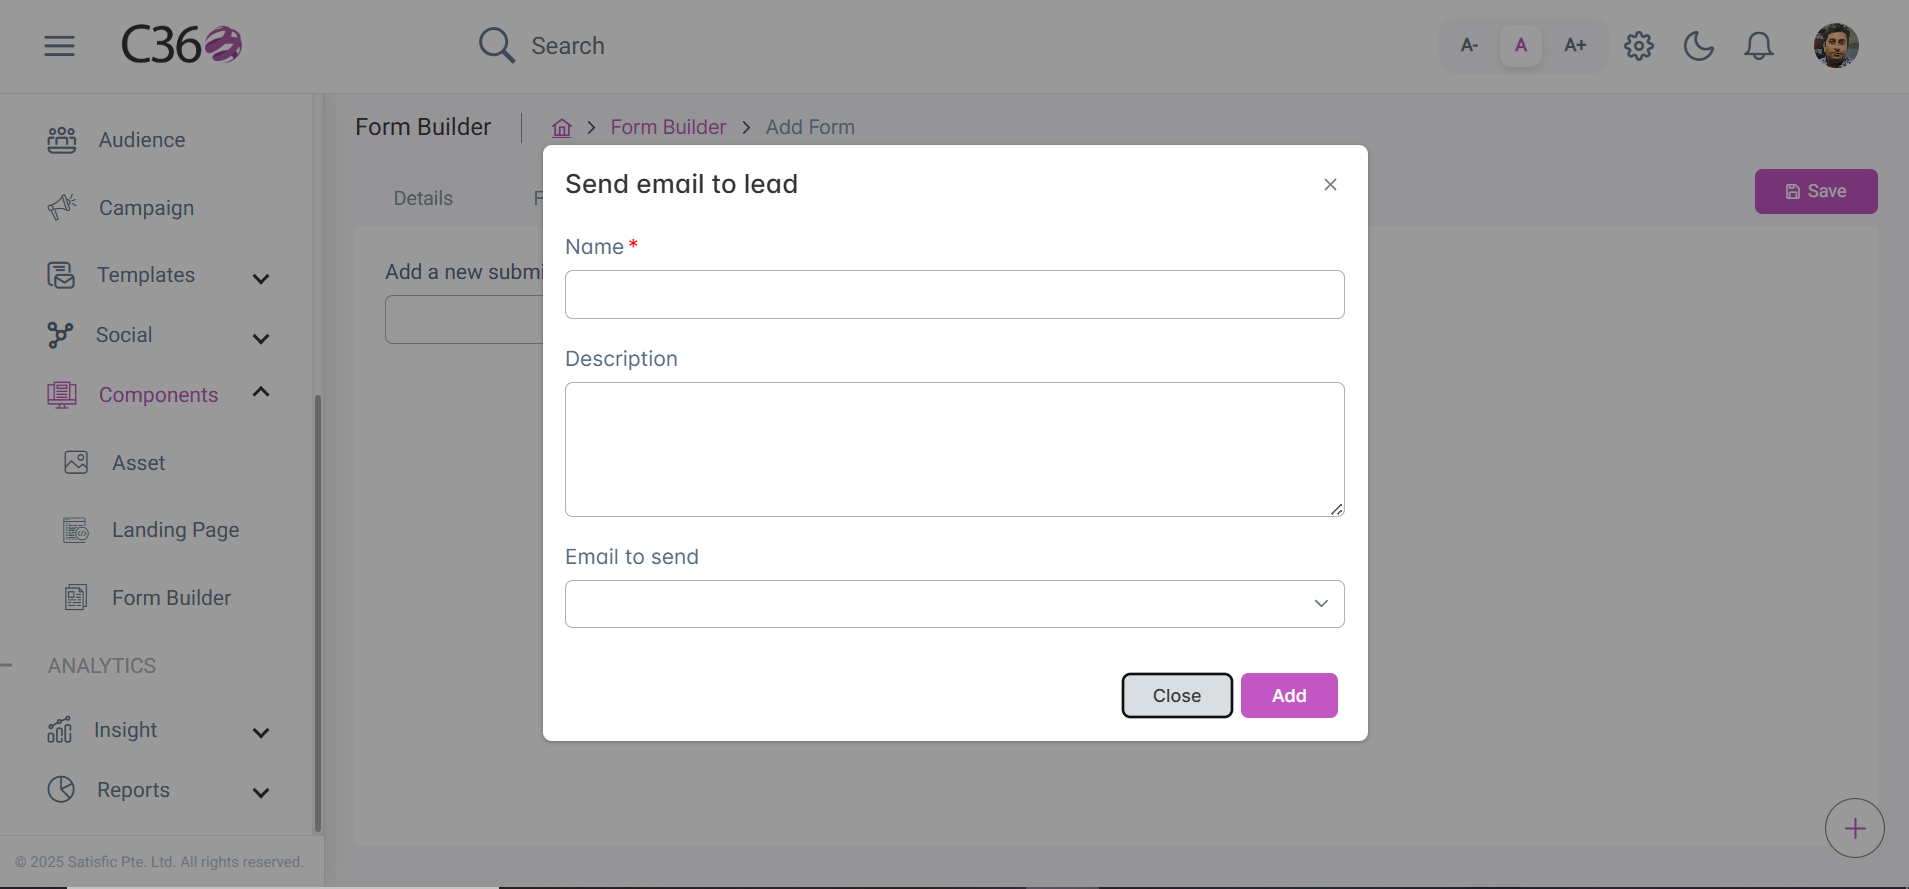 C360
Search
A-
A
A+
Audience
Campaign
Templates
Social
Components
Asset
Landing Page
Form Builder
ANALYTICS
Insight
Reports
© 2025 Satisfic Pte. Ltd. All rights reserved.
Form Builder
Form Builder
Add Form
Details
F
Save
Add a new submi
Send email to lead
Name *
Description
Email to send
Close
Add